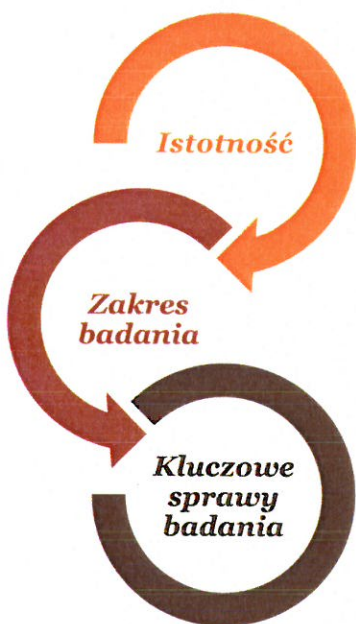 Istotność
Zakres
badania
Kluczowe
sprawy
badania